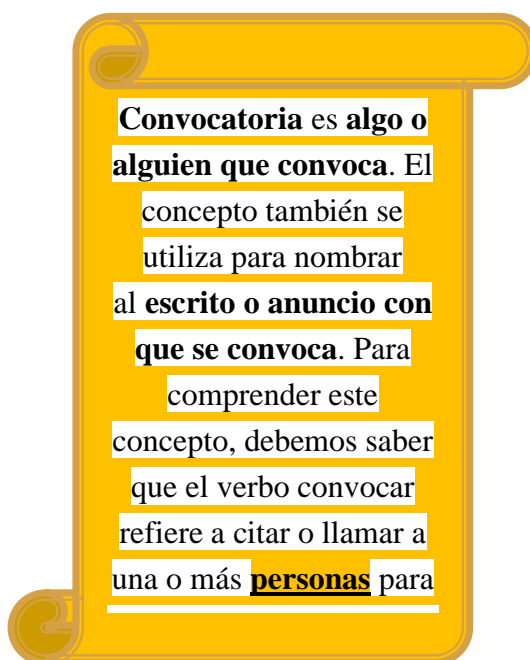 Convocatoria es algo o
alguien que convoca. El
concepto también se
utiliza para nombrar
al escrito o anuncio con
que se convoca. Para
comprender este
concepto, debemos saber
que el verbo convocar
refiere a citar o llamar a
una o más personas para